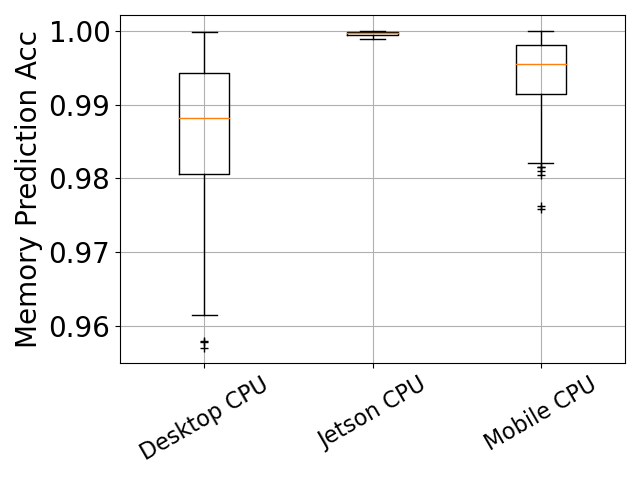 Memory Prediction Acc
1.00
0.99
0.98
0.97
0.96
Desktop CPU
Jetson CPU
Mobile CPU